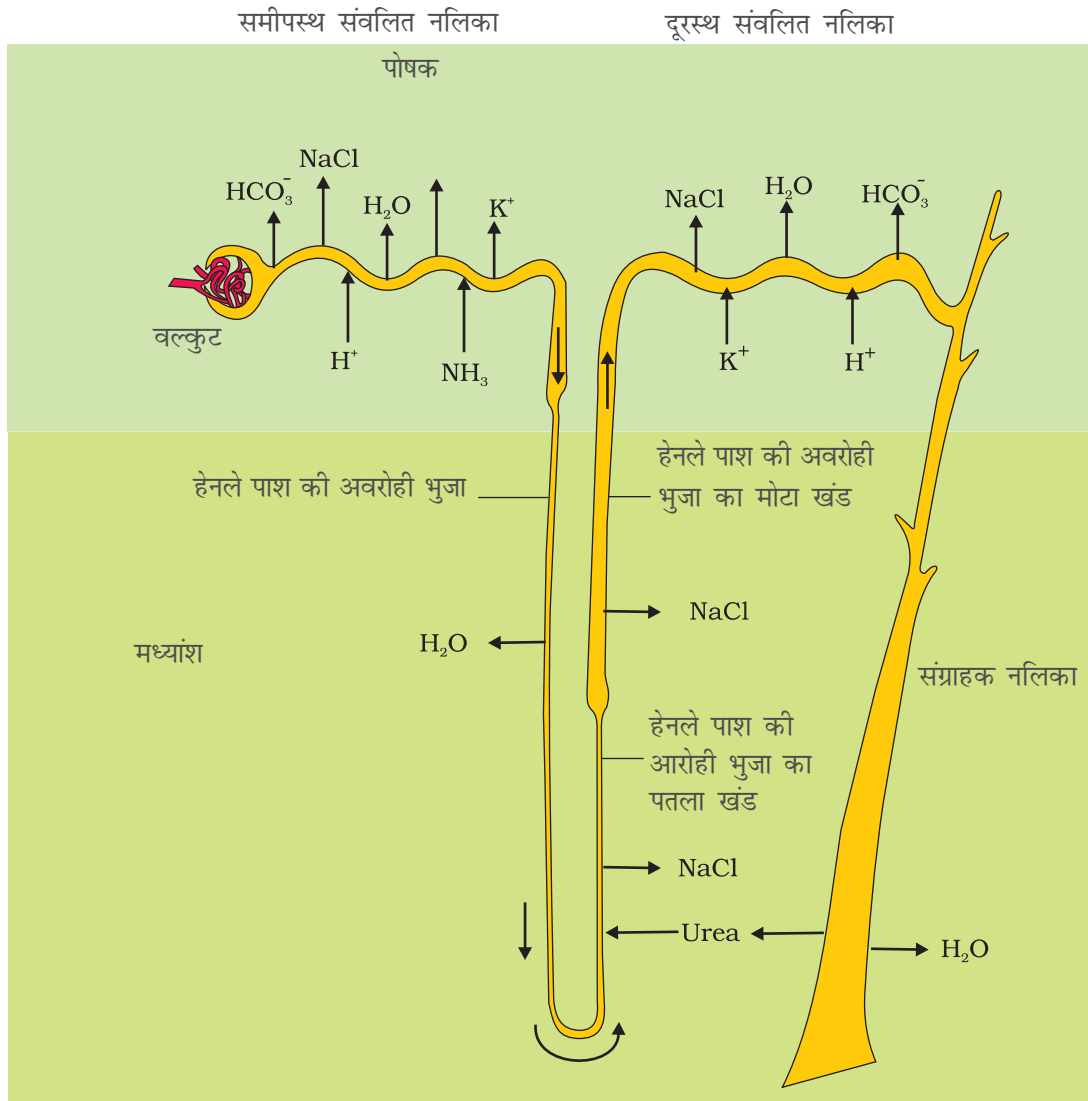 समीपस्थ संवलित नलिका
दूरस्थ संवलित नलिका
पोषक
NaCl
HCO₃⁻
H₂O
K⁺
NaCl
H₂O
HCO₃⁻
वल्कुट
H⁺
NH₃
K⁺
H⁺
हेनले पाश की अवरोही भुजा
हेनले पाश की अवरोही
भुजा का मोटा खंड
NaCl
H₂O
मध्यांश
संग्राहक नलिका
हेनले पाश की
आरोही भुजा का
पतला खंड
NaCl
Urea
H₂O